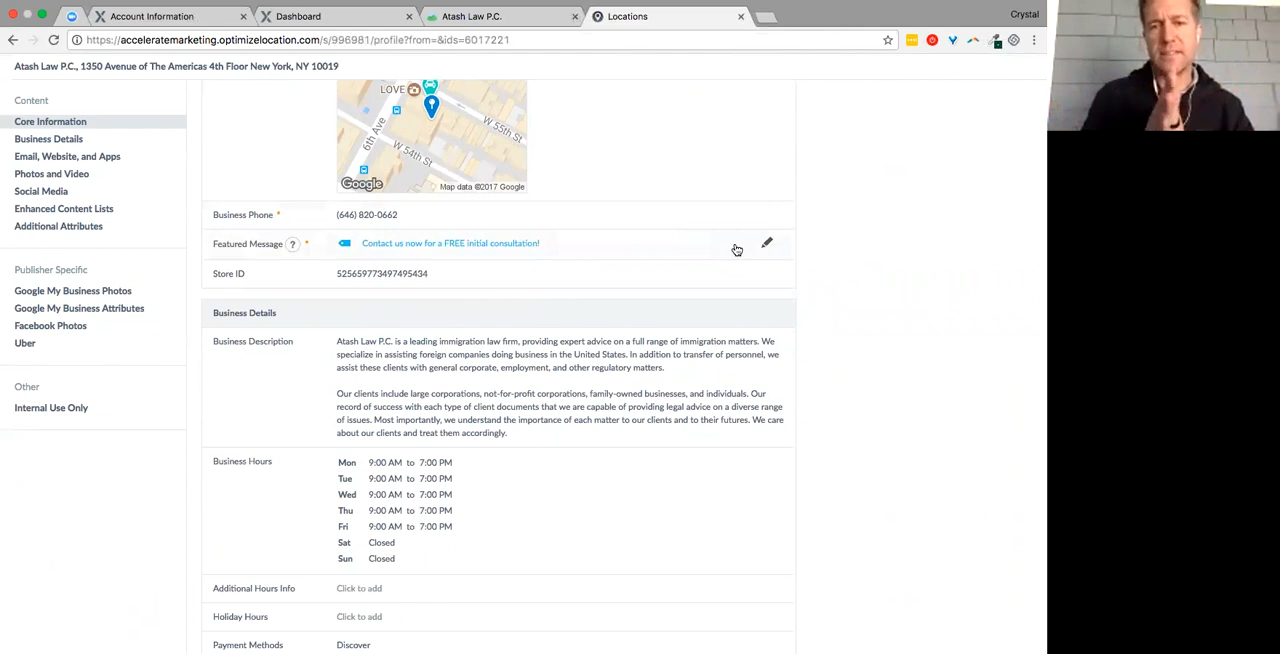 Account Information
Dashboard
Atash Law P.C.
Locations
Crystal
https://acceleratemarketing.optimizelocation.com/s/996981/profile?from=&ids=6017221
Atash Law P.C., 1350 Avenue of The Americas 4th Floor New York, NY 10019
Content
Core Information
Business Details
Email, Website, and Apps
Photos and Video
Social Media
Enhanced Content Lists
Additional Attributes
Publisher Specific
Google My Business Photos
Google My Business Attributes
Facebook Photos
Uber
Other
Internal Use Only
LOVE
6th Ave
W 55th St
W 54th St
Google
Map data ©2017 Google
Business Phone * (646) 820-0662
Featured Message ? * Contact us now for a FREE initial consultation!
Store ID 525659773497495434
Business Details
Business Description
Atash Law P.C. is a leading immigration law firm, providing expert advice on a full range of immigration matters. We
specialize in assisting foreign companies doing business in the United States. In addition to transfer of personnel, we
assist these clients with general corporate, employment, and other regulatory matters.
Our clients include large corporations, not-for-profit corporations, family-owned businesses, and individuals. Our
record of success with each type of client documents that we are capable of providing legal advice on a diverse range
of issues. Most importantly, we understand the importance of each matter to our clients and to their futures. We care
about our clients and treat them accordingly.
Business Hours
Mon 9:00 AM to 7:00 PM
Tue 9:00 AM to 7:00 PM
Wed 9:00 AM to 7:00 PM
Thu 9:00 AM to 7:00 PM
Fri 9:00 AM to 7:00 PM
Sat Closed
Sun Closed
Additional Hours Info Click to add
Holiday Hours Click to add
Payment Methods Discover